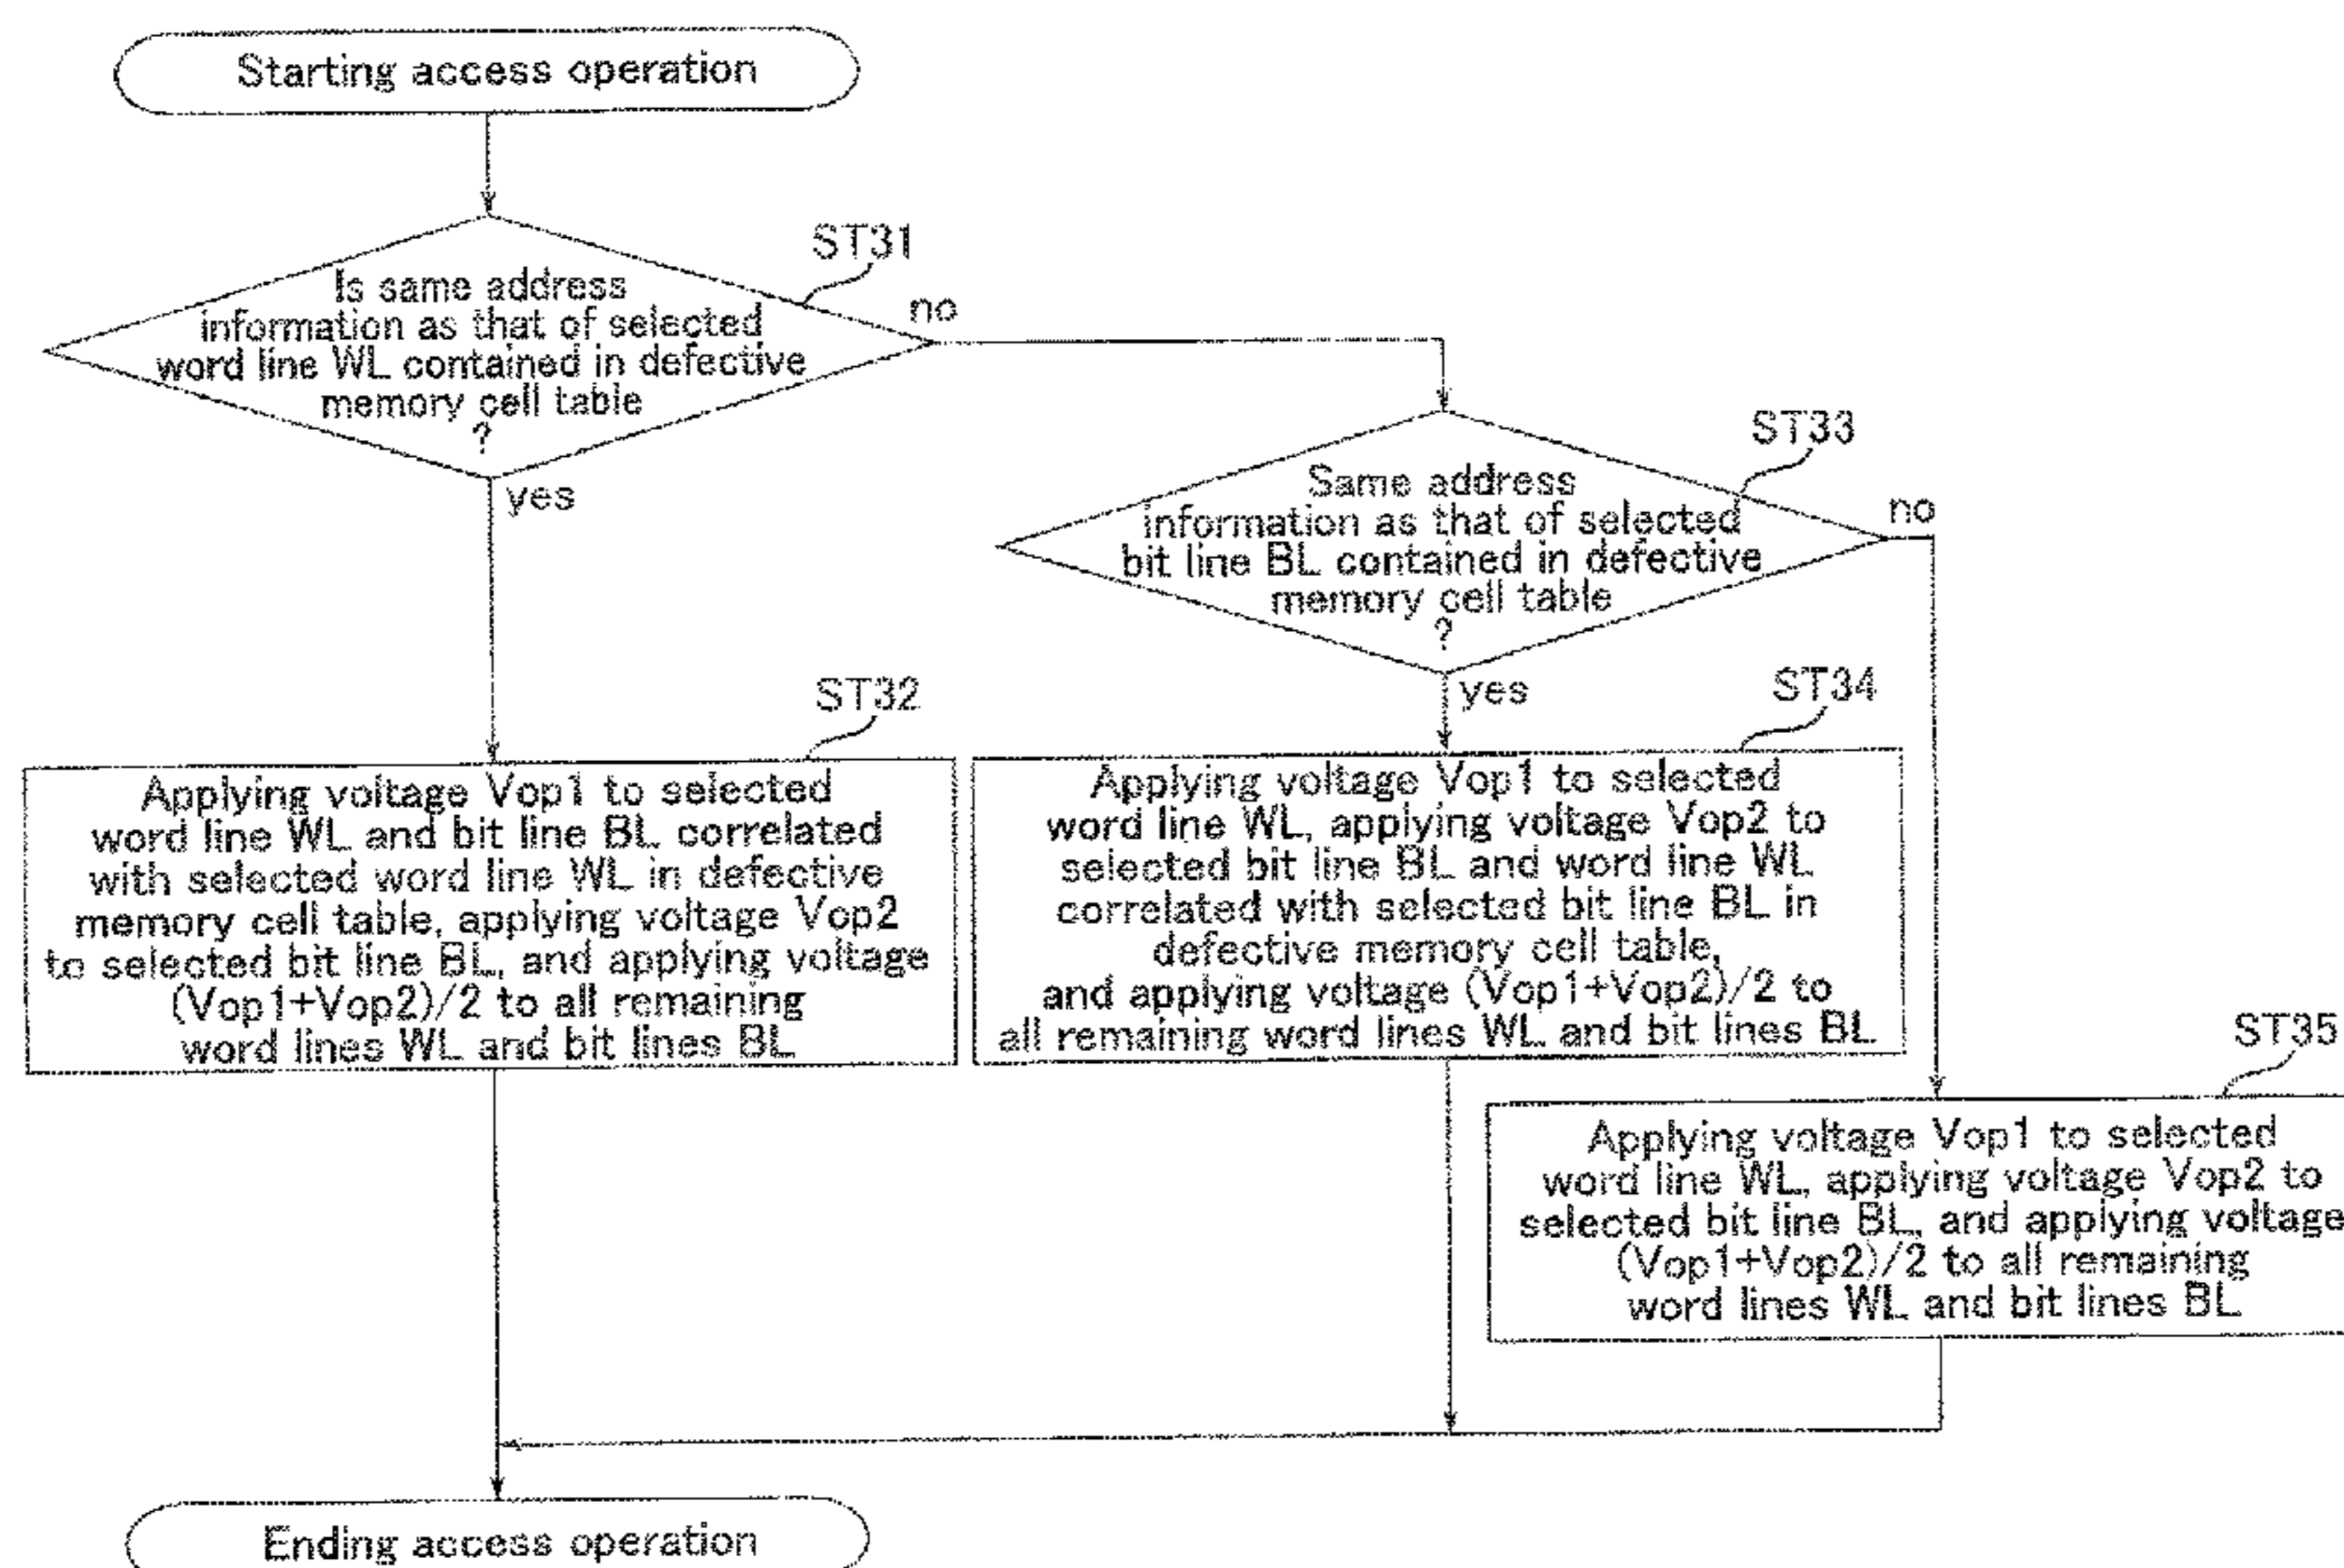 Starting access operation
ST31
Is same address
information as that of selected
word line WL contained in defective
memory cell table
?
no
yes
ST33
Same address
information as that of selected
bit line BL contained in defective
memory cell table
?
no
yes
ST32
Applying voltage Vop1 to selected
word line WL and bit line BL correlated
with selected word line WL in defective
memory cell table, applying voltage Vop2
to selected bit line BL, and applying voltage
(Vop1+Vop2)/2 to all remaining
word lines WL and bit lines BL
ST34
Applying voltage Vop1 to selected
word line WL, applying voltage Vop2 to
selected bit line BL and word line WL
correlated with selected bit line BL in
defective memory cell table,
and applying voltage (Vop1+Vop2)/2 to
all remaining word lines WL and bit lines BL
ST35
Applying voltage Vop1 to selected
word line WL, applying voltage Vop2 to
selected bit line BL, and applying voltage
(Vop1+Vop2)/2 to all remaining
word lines WL and bit lines BL
Ending access operation